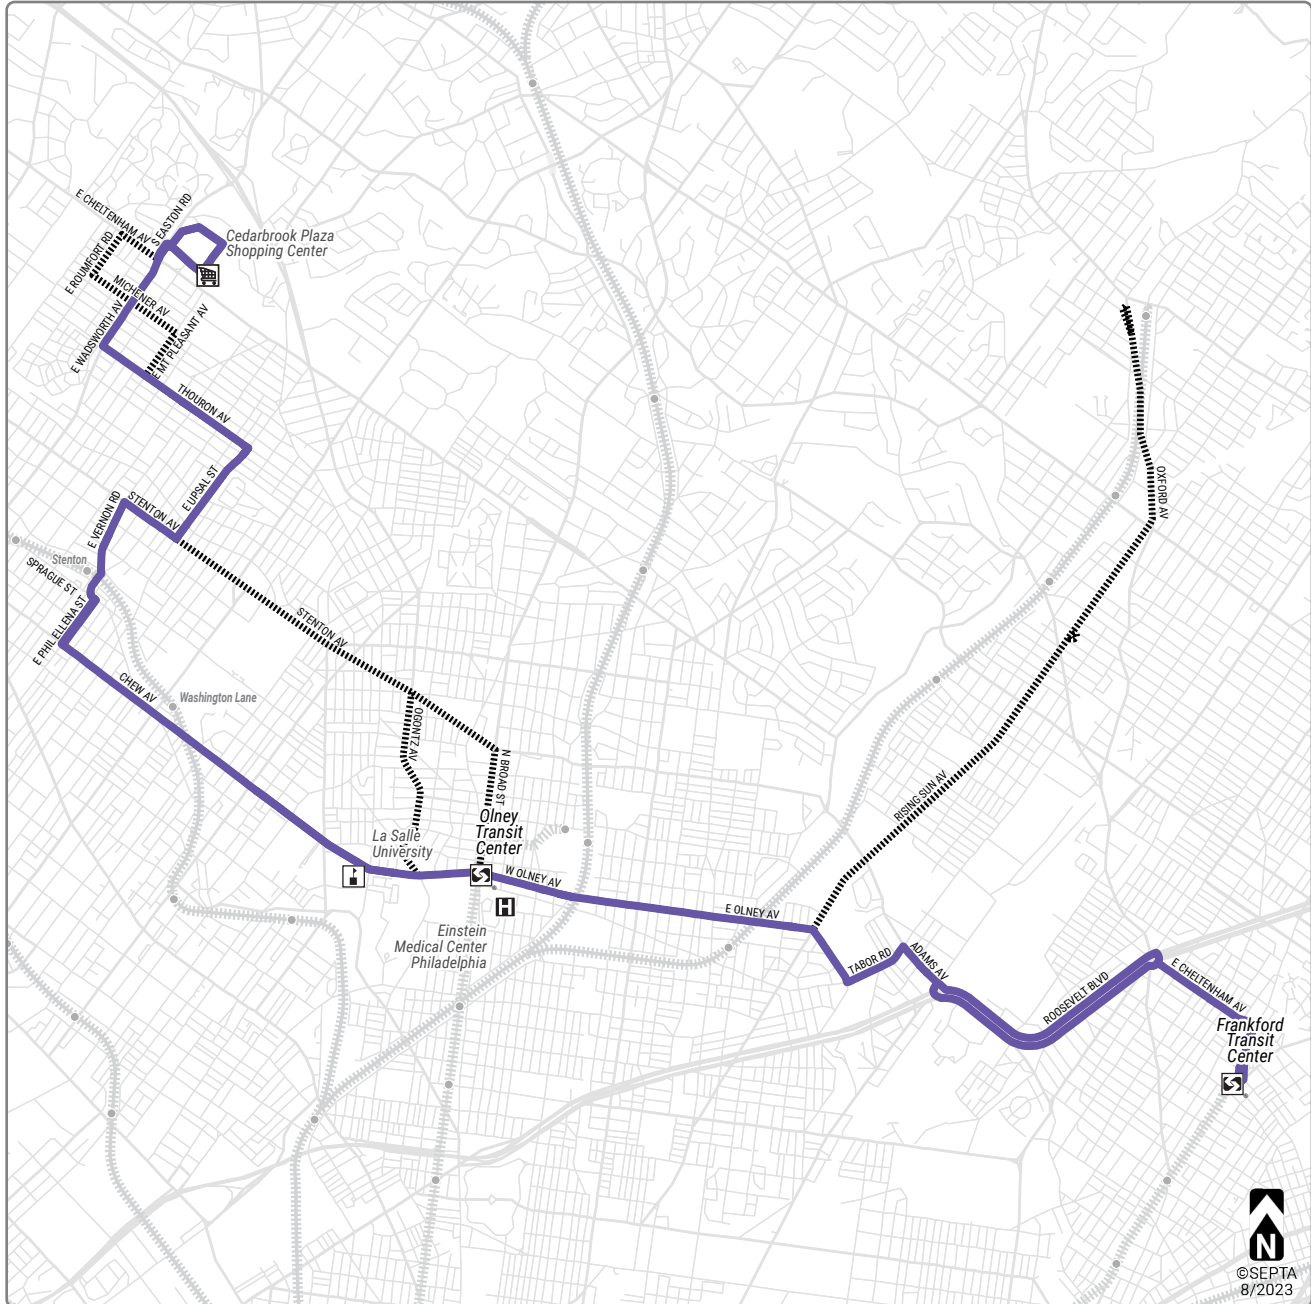 E CHELTENHAM AV
S EASTON RD
E ROUMFORT RD
Cedarbrook Plaza
Shopping Center
MICHENER AV
E WADSWORTH AV
E MT PLEASANT AV
THOURON AV
E UPSAL ST
OXFORD AV
E VERNON RD
STENTON AV
Stenton
SPRAGUE ST
E PHIL ELLENA ST
STENTON AV
CHEW AV
Washington Lane
OGONTZ AV
N BROAD ST
RISING SUN AV
Olney
Transit
Center
La Salle
University
W OLNEY AV
E OLNEY AV
H
Einstein
Medical Center
Philadelphia
TABOR RD
ADAMS AV
ROOSEVELT BLVD
E CHELTENHAM AV
Frankford
Transit
Center
N
©SEPTA
8/2023